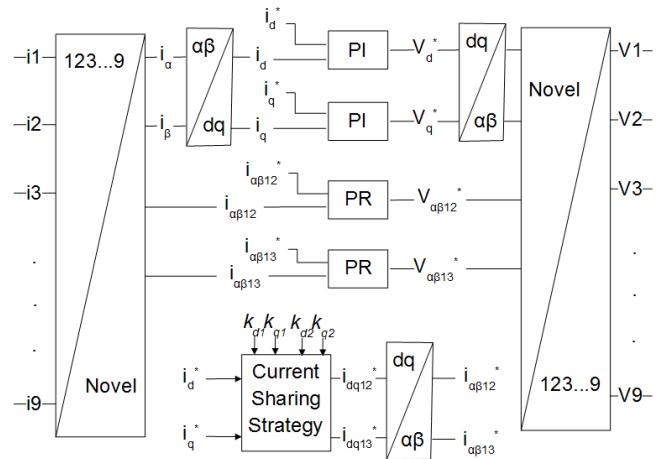 i1
i2
i3
.
.
.
i9
123...9
Novel
iα
iβ
αβ
dq
id*
id
PI
Vd*
dq
αβ
iq*
iq
PI
Vq*
iαβ12*
iαβ12
PR
Vαβ12*
iαβ13*
iαβ13
PR
Vαβ13*
Novel
123...9
V1
V2
V3
.
.
.
V9
kd1 kq1 kd2 kq2
id*
iq*
Current
Sharing
Strategy
idq12*
idq13*
dq
αβ
iαβ12*
iαβ13*